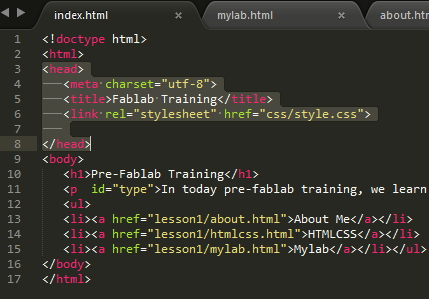 index.html mylab.html about.html
1 <!doctype html>
2 <html>
3 <head>
4 <meta charset="utf-8">
5 <title>Fablab Training</title>
6 <link rel="stylesheet" href="css/style.css">
7
8 </head>
9 <body>
10 <h1>Pre-Fablab Training</h1>
11 <p  id="type">In today pre-fablab training, we learn
12 <ul>
13 <li><a href="lesson1/about.html">About Me</a></li>
14 <li><a href="lesson1/htmlcss.html">HTMLCSS</a></li>
15 <li><a href="lesson1/mylab.html">Mylab</a></li></ul>
16 </body>
17 </html>